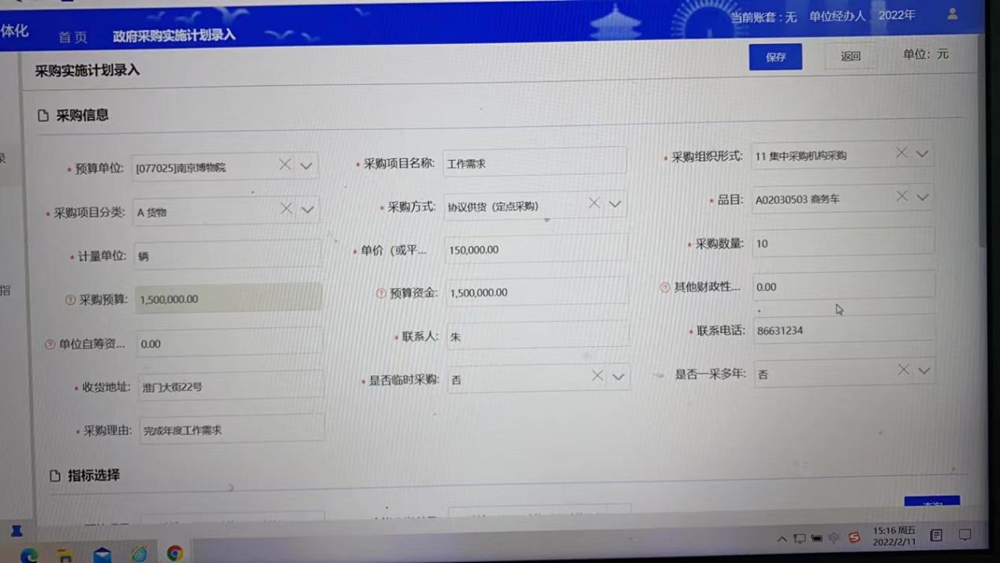 体化
首页
政府采购实施计划录入
当前账套：无 单位经办人 2022年
采购实施计划录入
保存
返回
单位：元
采购信息
* 预算单位: [077025]南京博物院
* 采购项目名称: 工作需求
* 采购组织形式: 11 集中采购机构采购
* 采购项目分类: A 货物
* 采购方式: 协议供货（定点采购）
* 品目: A02030503 商务车
* 计量单位: 辆
* 单价（或平... 150,000.00
* 采购数量: 10
采购预算: 1,500,000.00
预算资金: 1,500,000.00
其他财政性... 0.00
单位自筹资... 0.00
* 联系人: 朱
* 联系电话: 86631234
* 收货地址: 淮门大街22号
* 是否临时采购: 否
是否一采多年: 否
* 采购理由: 完成年度工作需求
指标选择
查询
指
15:16 周五
2022/2/11